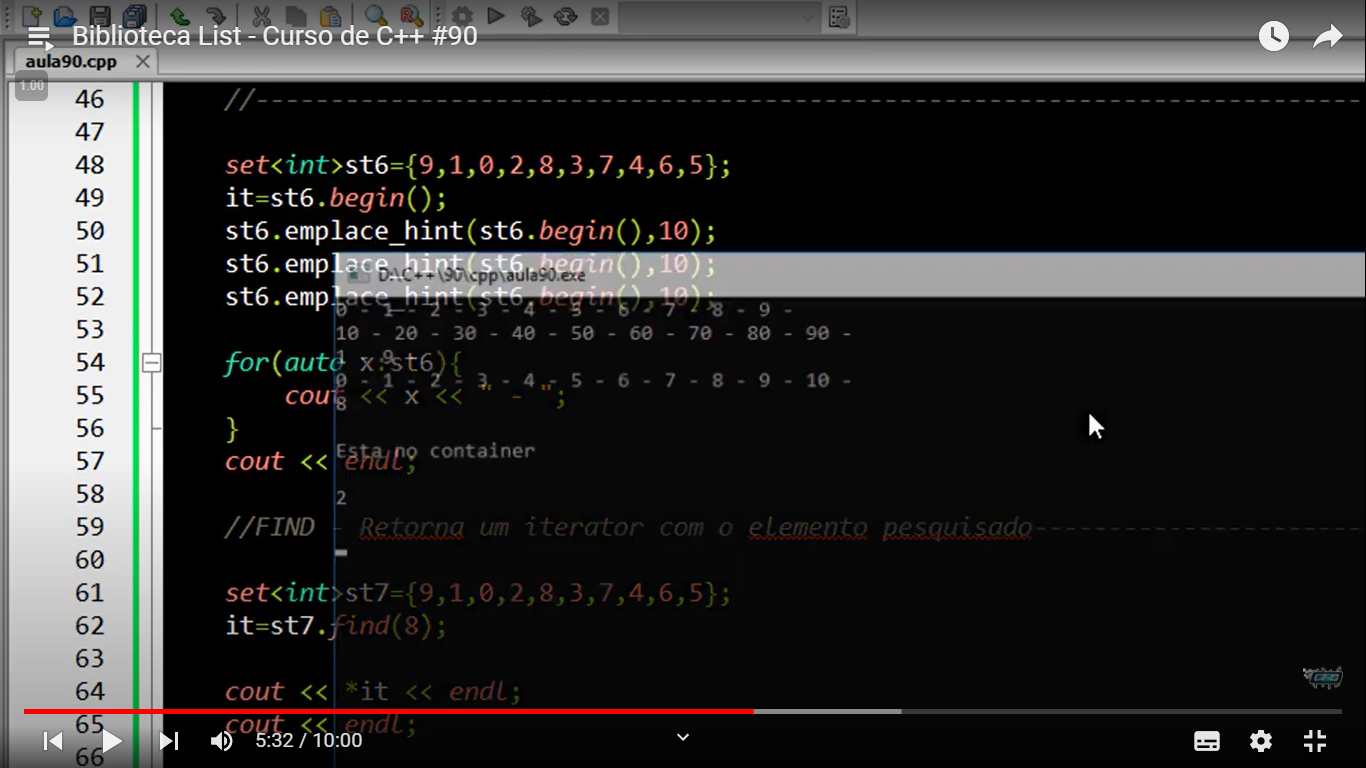 Biblioteca List - Curso de C++ #90
aula90.cpp
1.00
46 //
47
48 set<int>st6={9,1,0,2,8,3,7,4,6,5};
49 it=st6.begin();
50 st6.emplace_hint(st6.begin(),10);
51 st6.emplace_hint(st6.begin(),10);
52 st6.emplace_hint(st6.begin(),10);
53
54 for(auto x:st6){
55 cout << x << " - ";
56 }
57 cout << endl;
58
59 //FIND - Retorna um iterator com o elemento pesquisado
60
61 set<int>st7={9,1,0,2,8,3,7,4,6,5};
62 it=st7.find(8);
63
64 cout << *it << endl;
65 cout << endl;
66
D:\C++\90\cpp\aula90.exe
0 - 1 - 2 - 3 - 4 - 5 - 6 - 7 - 8 - 9 -
10 - 20 - 30 - 40 - 50 - 60 - 70 - 80 - 90 -
1 - 9
0 - 1 - 2 - 3 - 4 - 5 - 6 - 7 - 8 - 9 - 10 -
8
Esta no container
2
5:32 / 10:00